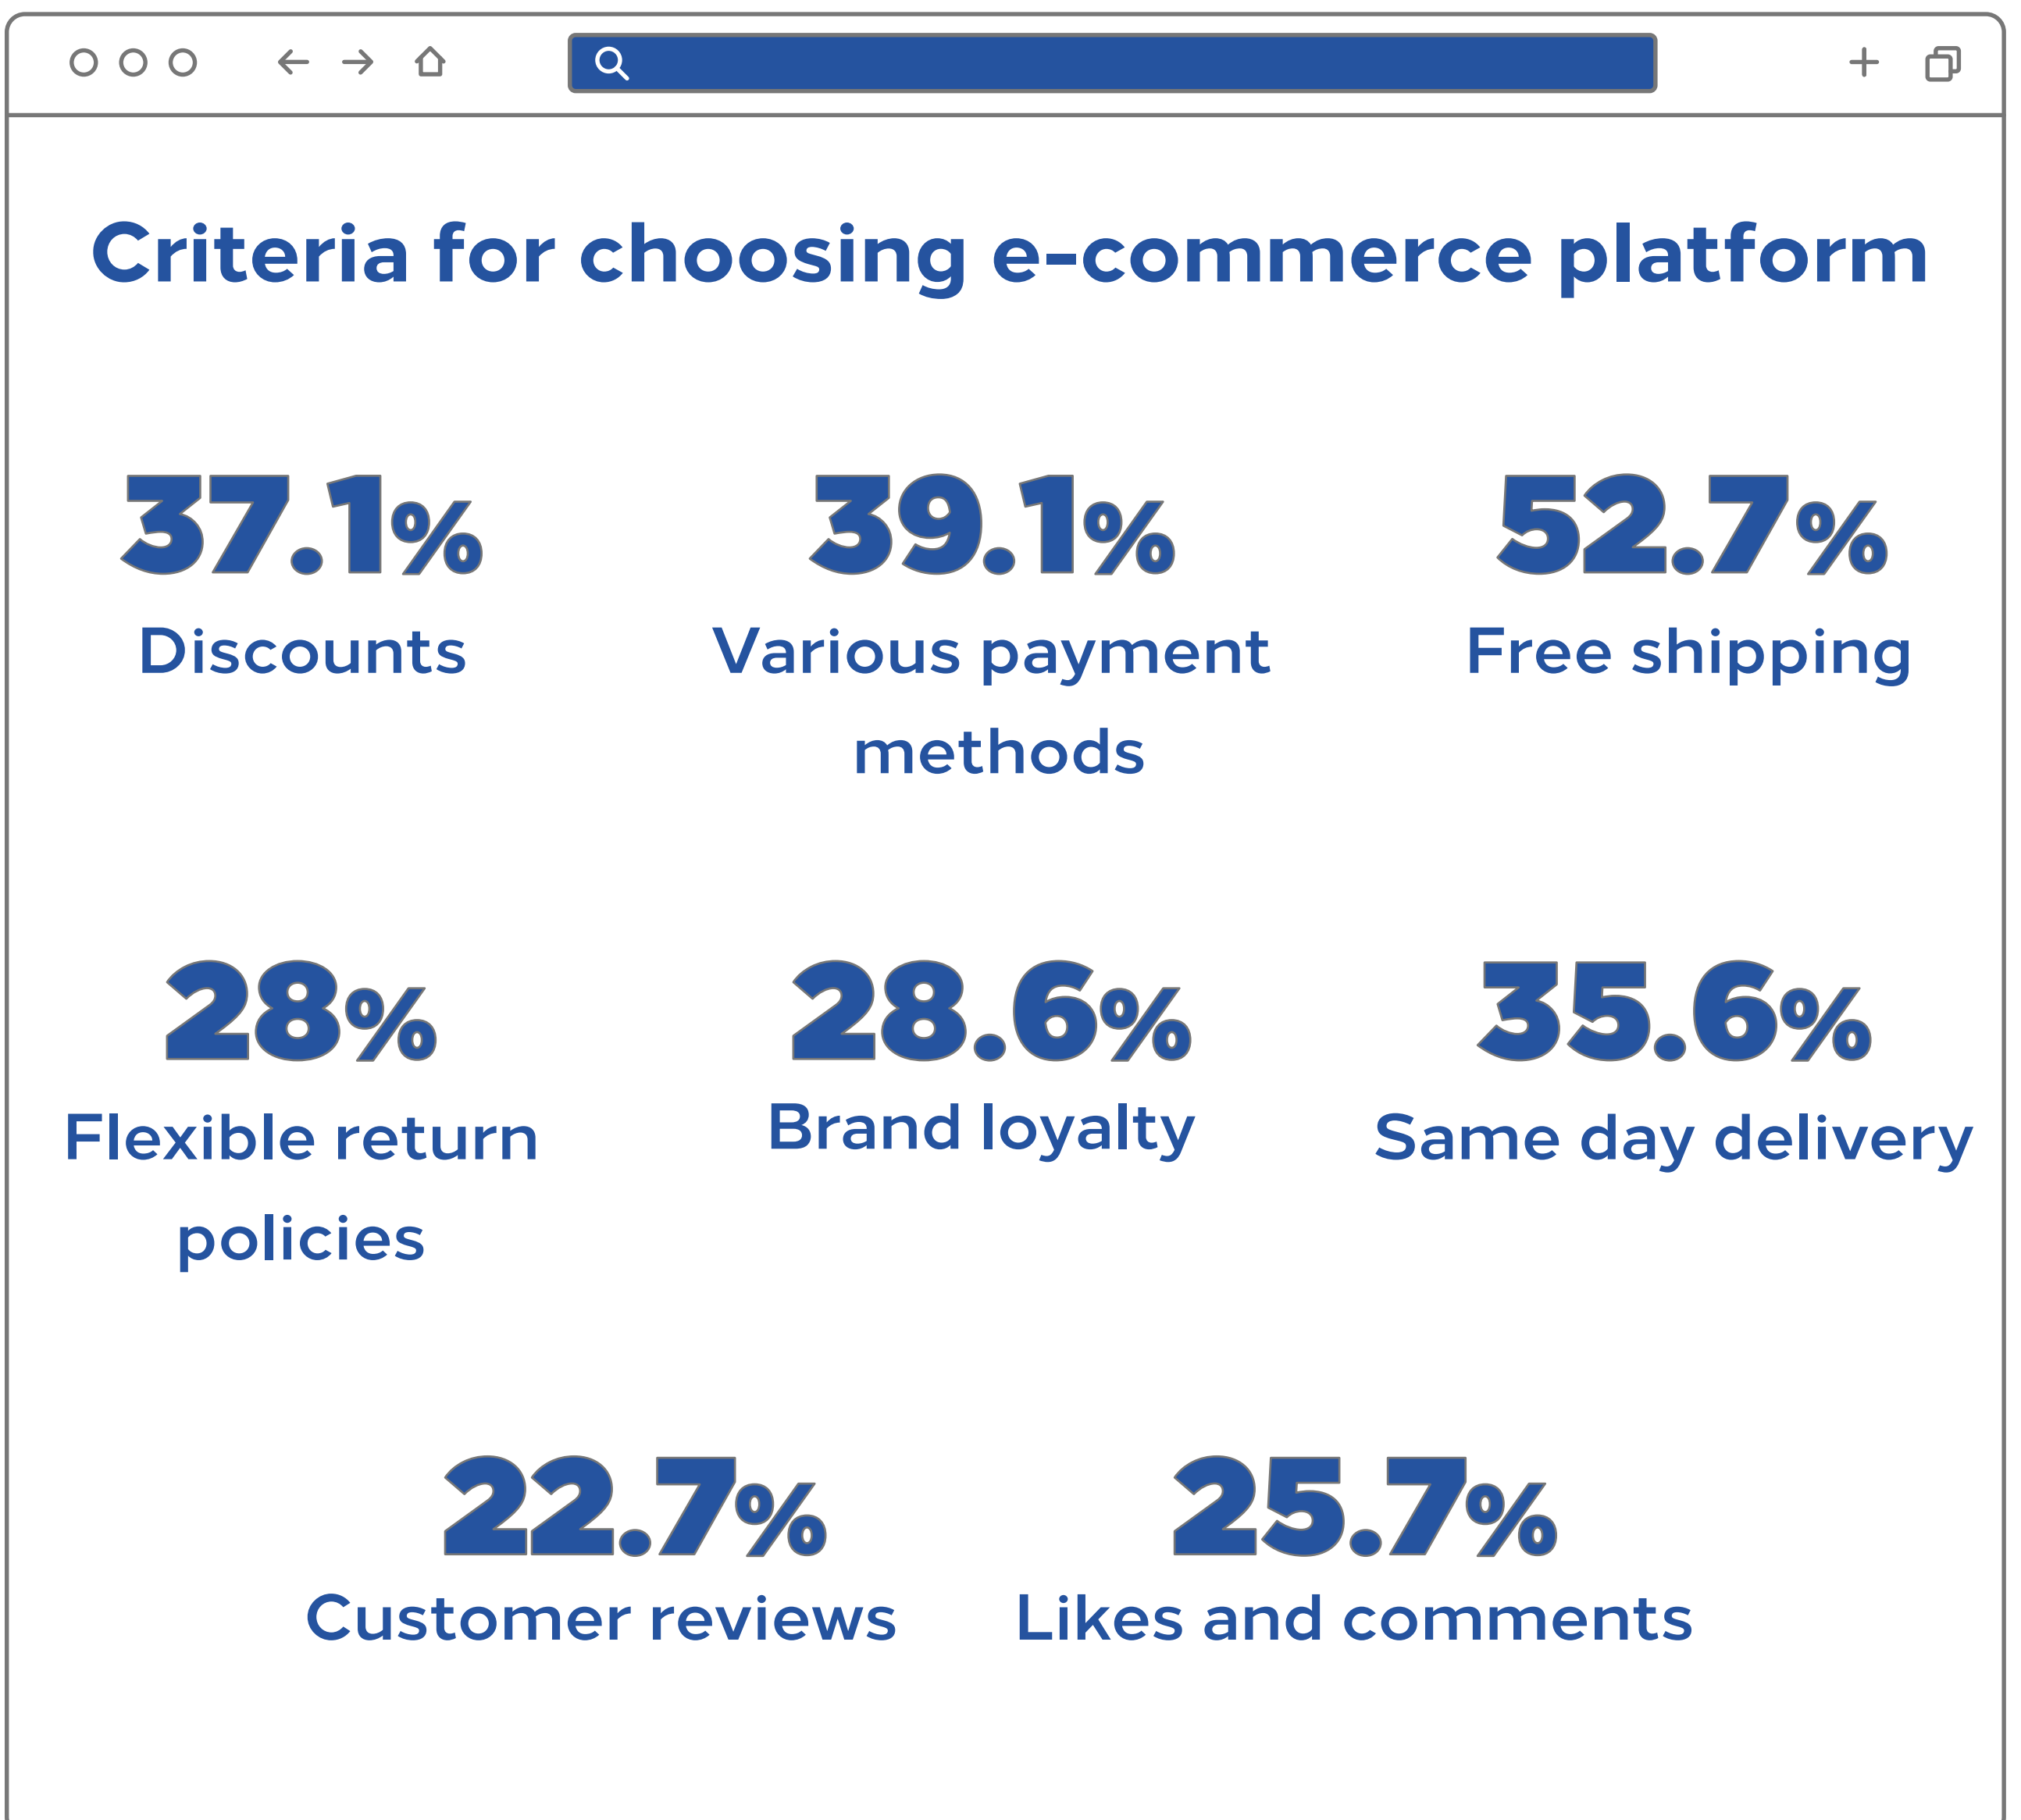 Criteria for choosing e-commerce platform
37.1%
Discounts
39.1%
Various payment
methods
52.7%
Free shipping
28%
Flexible return
policies
28.6%
Brand loyalty
35.6%
Same day delivery
22.7%
Customer reviews
25.7%
Likes and comments